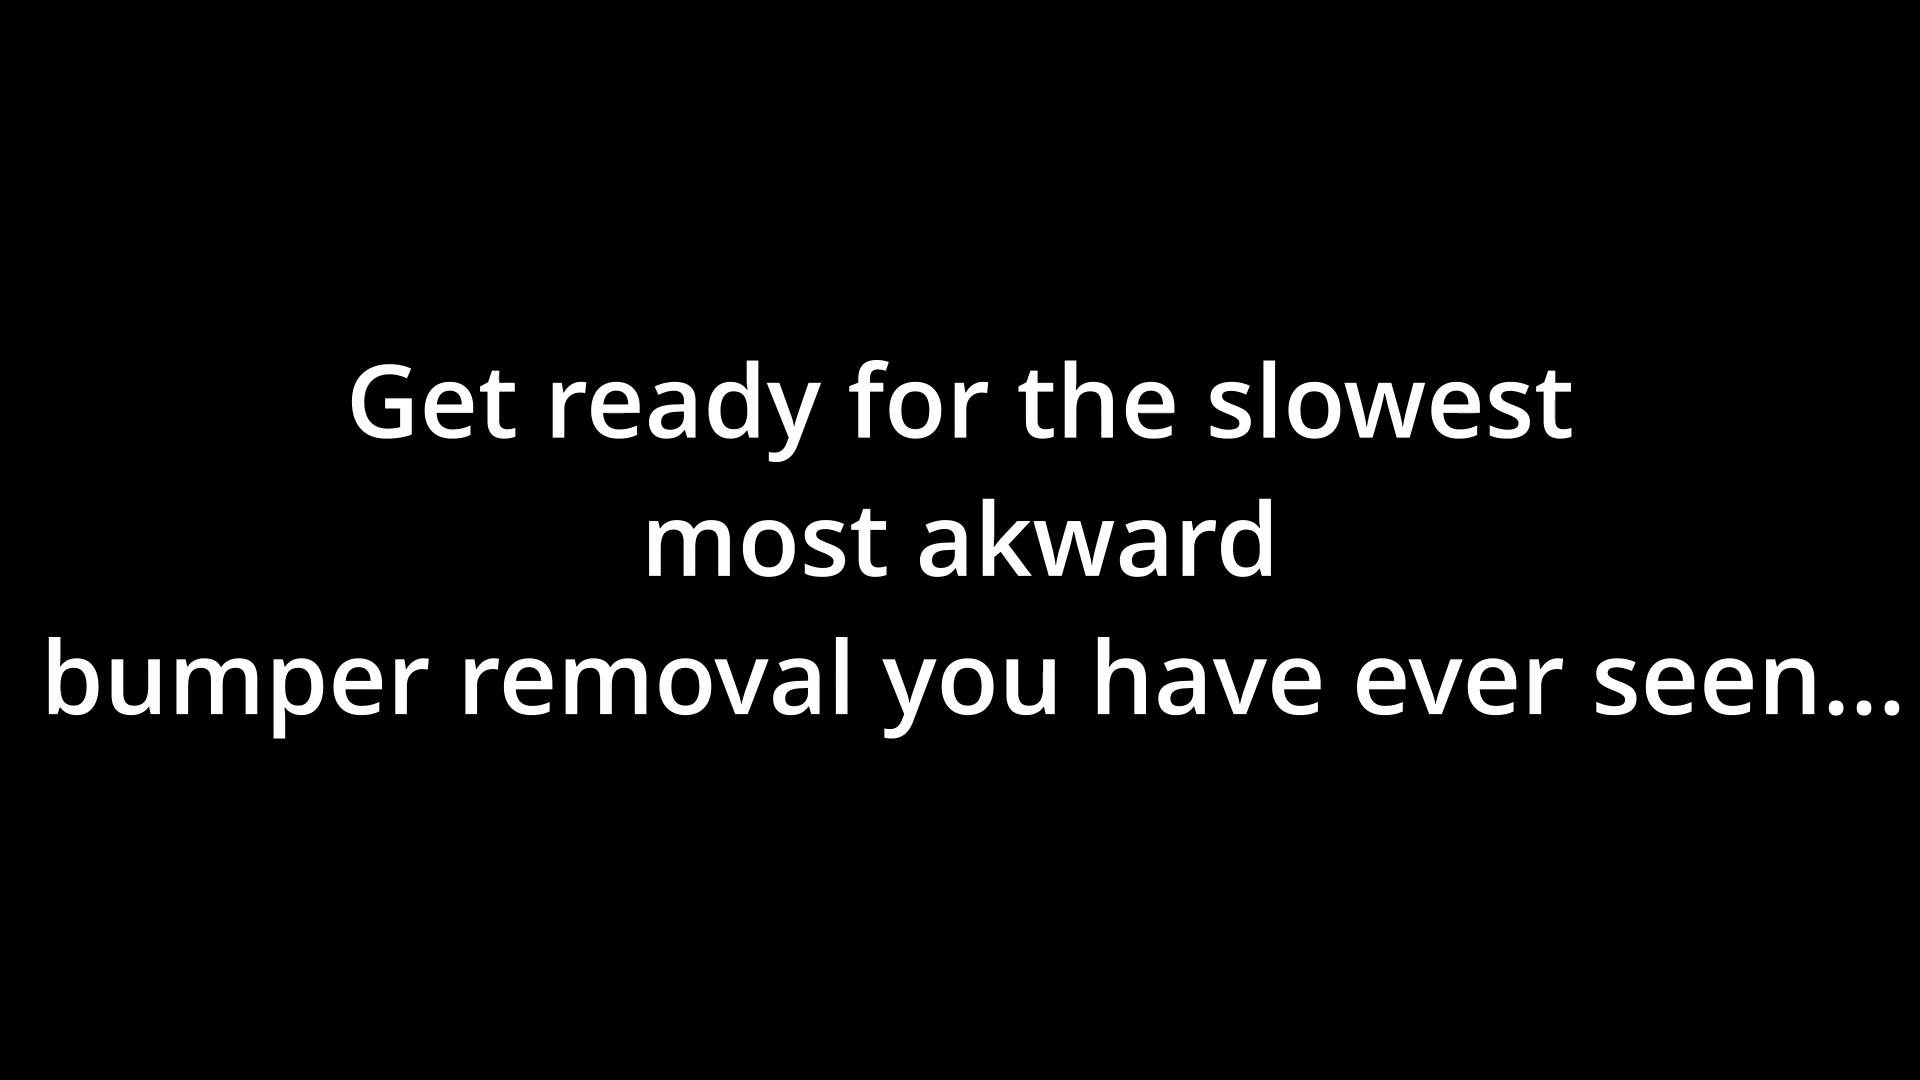 Get ready for the slowest
most akward
bumper removal you have ever seen...